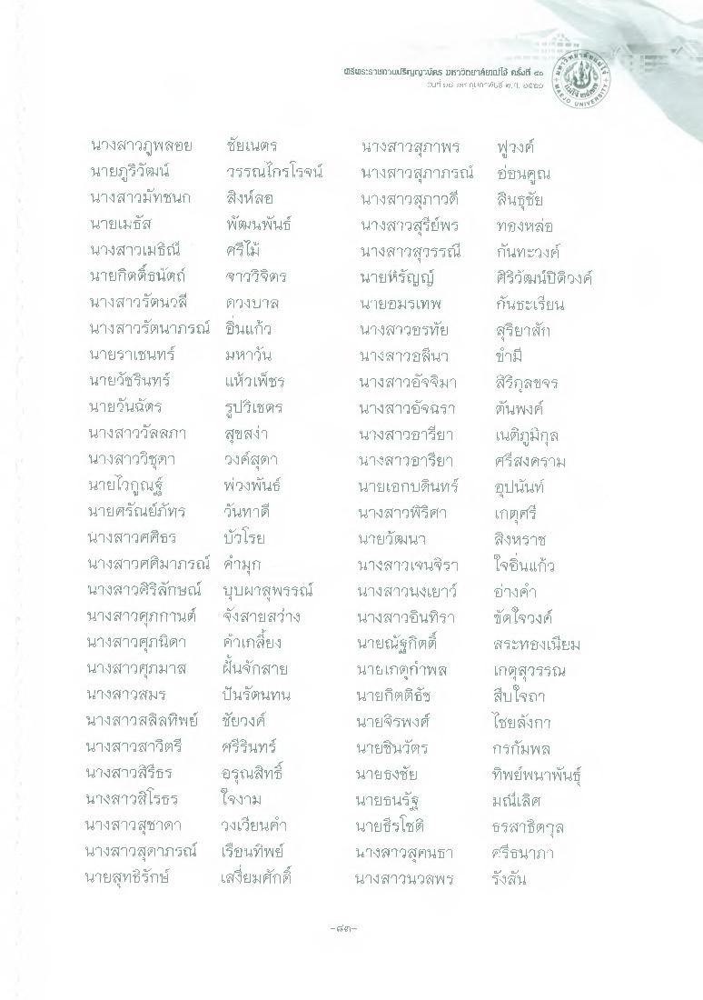 พิธีพระราชทานปริญญาบัตร มหาวิทยาลัยแม่โจ้ ครั้งที่
มหาวิทยาลัยแม่โจ้
MAEJO UNIVERSITY
นางสาวภูพลอย ชัยเนตร
นายภูริวัฒน์ วรรณไกรโรจน์
นางสาวมัทชนก สิงห์ลอ
นายเมธัส พัฒนพันธ์
นางสาวเมธิณี ศรีไม้
นายกิตติ์ธนัตถ์ จาววิจิตร
นางสาวรัตนวลี ดวงบาล
นางสาวรัตนาภรณ์ อิ่นแก้ว
นายราเชนทร์ มหาวัน
นายวัชรินทร์ แห้วเพ็ชร
นายวันฉัตร รูปวิเชตร
นางสาววัลลภา สุขสง่า
นางสาววิชุดา วงค์สุตา
นายไวกูณฐ์ พ่วงพันธ์
นายศรัณย์ภัทร วันทาดี
นางสาวศศิธร บัวโรย
นางสาวศศิมาภรณ์ คำมุก
นางสาวศิริลักษณ์ บุบผาสุพรรณ์
นางสาวศุภกานต์ จังสายสว่าง
นางสาวศุภนิดา คำเกลี้ยง
นางสาวศุภมาส ฝั้นจักสาย
นางสาวสมร ปันรัตนทน
นางสาวสลิลทิพย์ ชัยวงค์
นางสาวสาวิตรี ศรีรินทร์
นางสาวสิรีธร อรุณสิทธิ์
นางสาวสิโรธร ใจงาม
นางสาวสุชาดา วงเวียนคำ
นางสาวสุดาภรณ์ เรือนทิพย์
นายสุทธิรักษ์ เสงี่ยมศักดิ์
นางสาวสุภาพร ฟูวงค์
นางสาวสุภาภรณ์ อ่อนคูณ
นางสาวสุภาวดี สินธุชัย
นางสาวสุรีย์พร ทองหล่อ
นางสาวสุวรรณี กันทะวงค์
นายหิรัญญ์ ศิริวัฒน์ปิติวงค์
นายอมรเทพ กันธะเรียน
นางสาวอรทัย สุริยาสัก
นางสาวอลีนา ขำมี
นางสาวอัจจิมา สิริกุลขจร
นางสาวอัจฉรา ตันพงค์
นางสาวอารียา เนติภูมิกุล
นางสาวอารียา ศรีสงคราม
นายเอกบดินทร์ อุปนันท์
นางสาวพิริศา เกตุศรี
นายวัฒนา สิงหราช
นางสาวเจนจิรา ใจอิ่นแก้ว
นางสาวนงเยาว์ อ่างคำ
นางสาวอินทิรา ขัดใจวงค์
นายณัฐกิตติ์ สระทองเนียม
นายเกตุกำพล เกตุสุวรรณ
นายกิตติธัช สืบใจถา
นายจิรพงศ์ ไชยลังกา
นายชินวัตร กรกัมพล
นายธงชัย ทิพย์พนาพันธุ์
นายธนรัฐ มณีเลิศ
นายธีรโชติ ธรสาธิตกุล
นางสาวสุคนธา ศรีธนาภา
นางสาวนวลพร รังสัน
-๘๓-